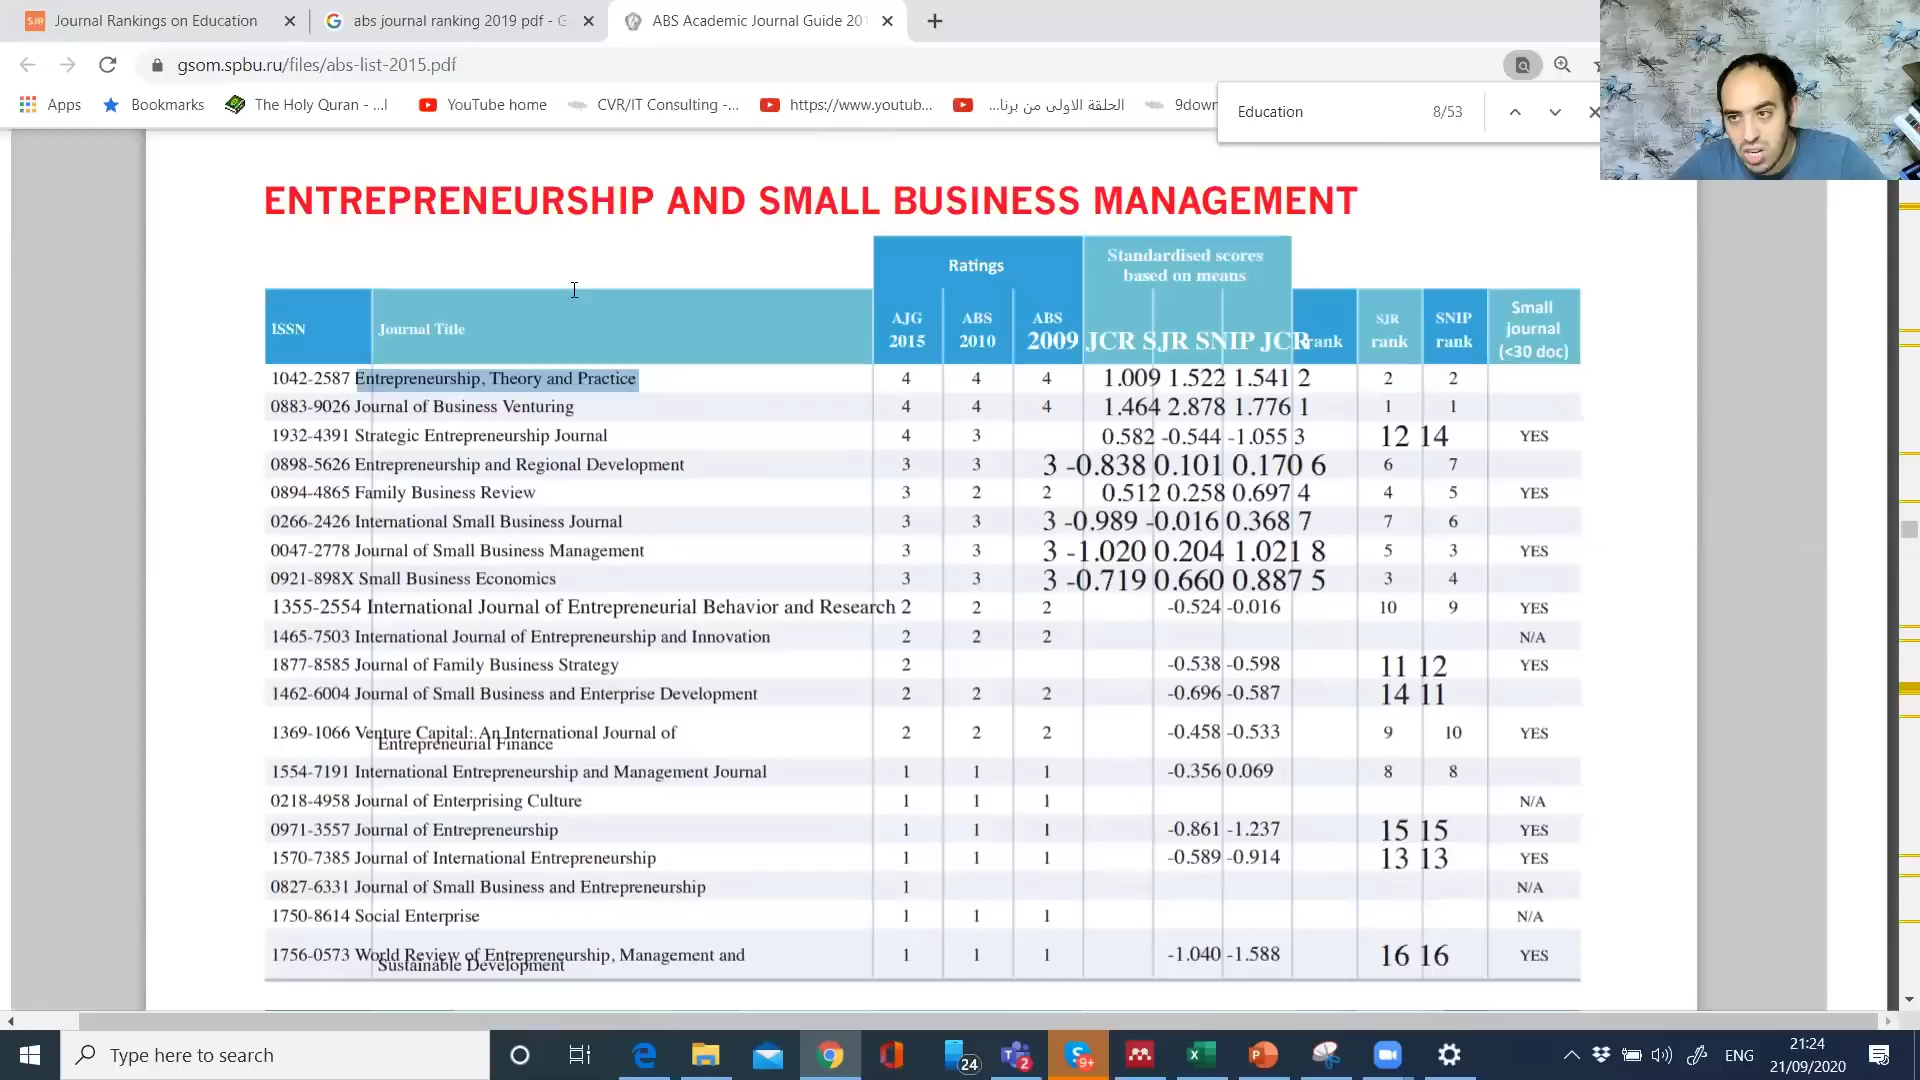 Journal Rankings on Education
abs journal ranking 2019 pdf - G
ABS Academic Journal Guide 201
gsom.spbu.ru/files/abs-list-2015.pdf
Apps Bookmarks The Holy Quran - ...I YouTube home CVR/IT Consulting -... https://www.youtub... الحلقة الاولى من برنا... 9down
Education 8/53
ENTREPRENEURSHIP AND SMALL BUSINESS MANAGEMENT
Ratings
Standardised scores
based on means
ISSN Journal Title AJG 2015 ABS 2010 ABS 2009 JCR SJR SNIP JCR rank SJR rank SNIP rank Small journal (<30 doc)
1042-2587 Entrepreneurship, Theory and Practice 4 4 4 1.009 1.522 1.541 2 2 2
0883-9026 Journal of Business Venturing 4 4 4 1.464 2.878 1.776 1 1 1
1932-4391 Strategic Entrepreneurship Journal 4 3 0.582 -0.544 -1.055 3 12 14 YES
0898-5626 Entrepreneurship and Regional Development 3 3 3 -0.838 0.101 0.170 6 6 7
0894-4865 Family Business Review 3 2 2 0.512 0.258 0.697 4 4 5 YES
0266-2426 International Small Business Journal 3 3 3 -0.989 -0.016 0.368 7 7 6
0047-2778 Journal of Small Business Management 3 3 3 -1.020 0.204 1.021 8 5 3 YES
0921-898X Small Business Economics 3 3 3 -0.719 0.660 0.887 5 3 4
1355-2554 International Journal of Entrepreneurial Behavior and Research 2 2 2 -0.524 -0.016 10 9 YES
1465-7503 International Journal of Entrepreneurship and Innovation 2 2 2 N/A
1877-8585 Journal of Family Business Strategy 2 -0.538 -0.598 11 12 YES
1462-6004 Journal of Small Business and Enterprise Development 2 2 2 -0.696 -0.587 14 11
1369-1066 Venture Capital: An International Journal of 2 2 2 -0.458 -0.533 9 10 YES
Entrepreneurial Finance
1554-7191 International Entrepreneurship and Management Journal 1 1 1 -0.356 0.069 8 8
0218-4958 Journal of Enterprising Culture 1 1 1 N/A
0971-3557 Journal of Entrepreneurship 1 1 1 -0.861 -1.237 15 15 YES
1570-7385 Journal of International Entrepreneurship 1 1 1 -0.589 -0.914 13 13 YES
0827-6331 Journal of Small Business and Entrepreneurship 1 N/A
1750-8614 Social Enterprise 1 1 1 N/A
1756-0573 World Review of Entrepreneurship, Management and 1 1 1 -1.040 -1.588 16 16 YES
Sustainable Development
Type here to search 24 2 9+ ENG 21:24
21/09/2020